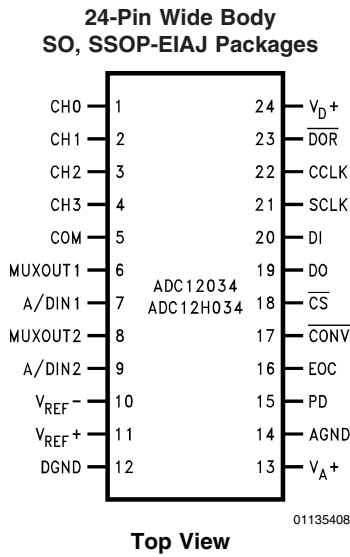 24-Pin Wide Body
SO, SSOP-EIAJ Packages
CH0 1 24 VD+
CH1 2 23 DOR
CH2 3 22 CCLK
CH3 4 21 SCLK
COM 5 20 DI
MUXOUT1 6 19 DO
ADC12034
A/DIN1 7 18 CS
ADC12H034
MUXOUT2 8 17 CONV
A/DIN2 9 16 EOC
VREF- 10 15 PD
VREF+ 11 14 AGND
DGND 12 13 VA+
01135408
Top View